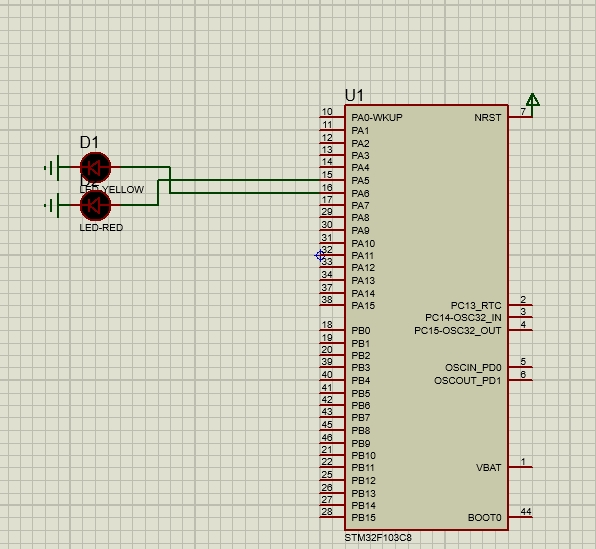 D1
LED-YELLOW
D2
LED-RED
U1
10 PA0-WKUP
11 PA1
12 PA2
13 PA3
14 PA4
15 PA5
16 PA6
17 PA7
29 PA8
30 PA9
31 PA10
32 PA11
33 PA12
34 PA13
37 PA14
38 PA15
18 PB0
19 PB1
20 PB2
39 PB3
40 PB4
41 PB5
42 PB6
43 PB7
45 PB8
46 PB9
21 PB10
22 PB11
25 PB12
26 PB13
27 PB14
28 PB15
NRST 7
PC13_RTC 2
PC14-OSC32_IN 3
PC15-OSC32_OUT 4
OSCIN_PD0 5
OSCOUT_PD1 6
VBAT 1
BOOT0 44
STM32F103C8